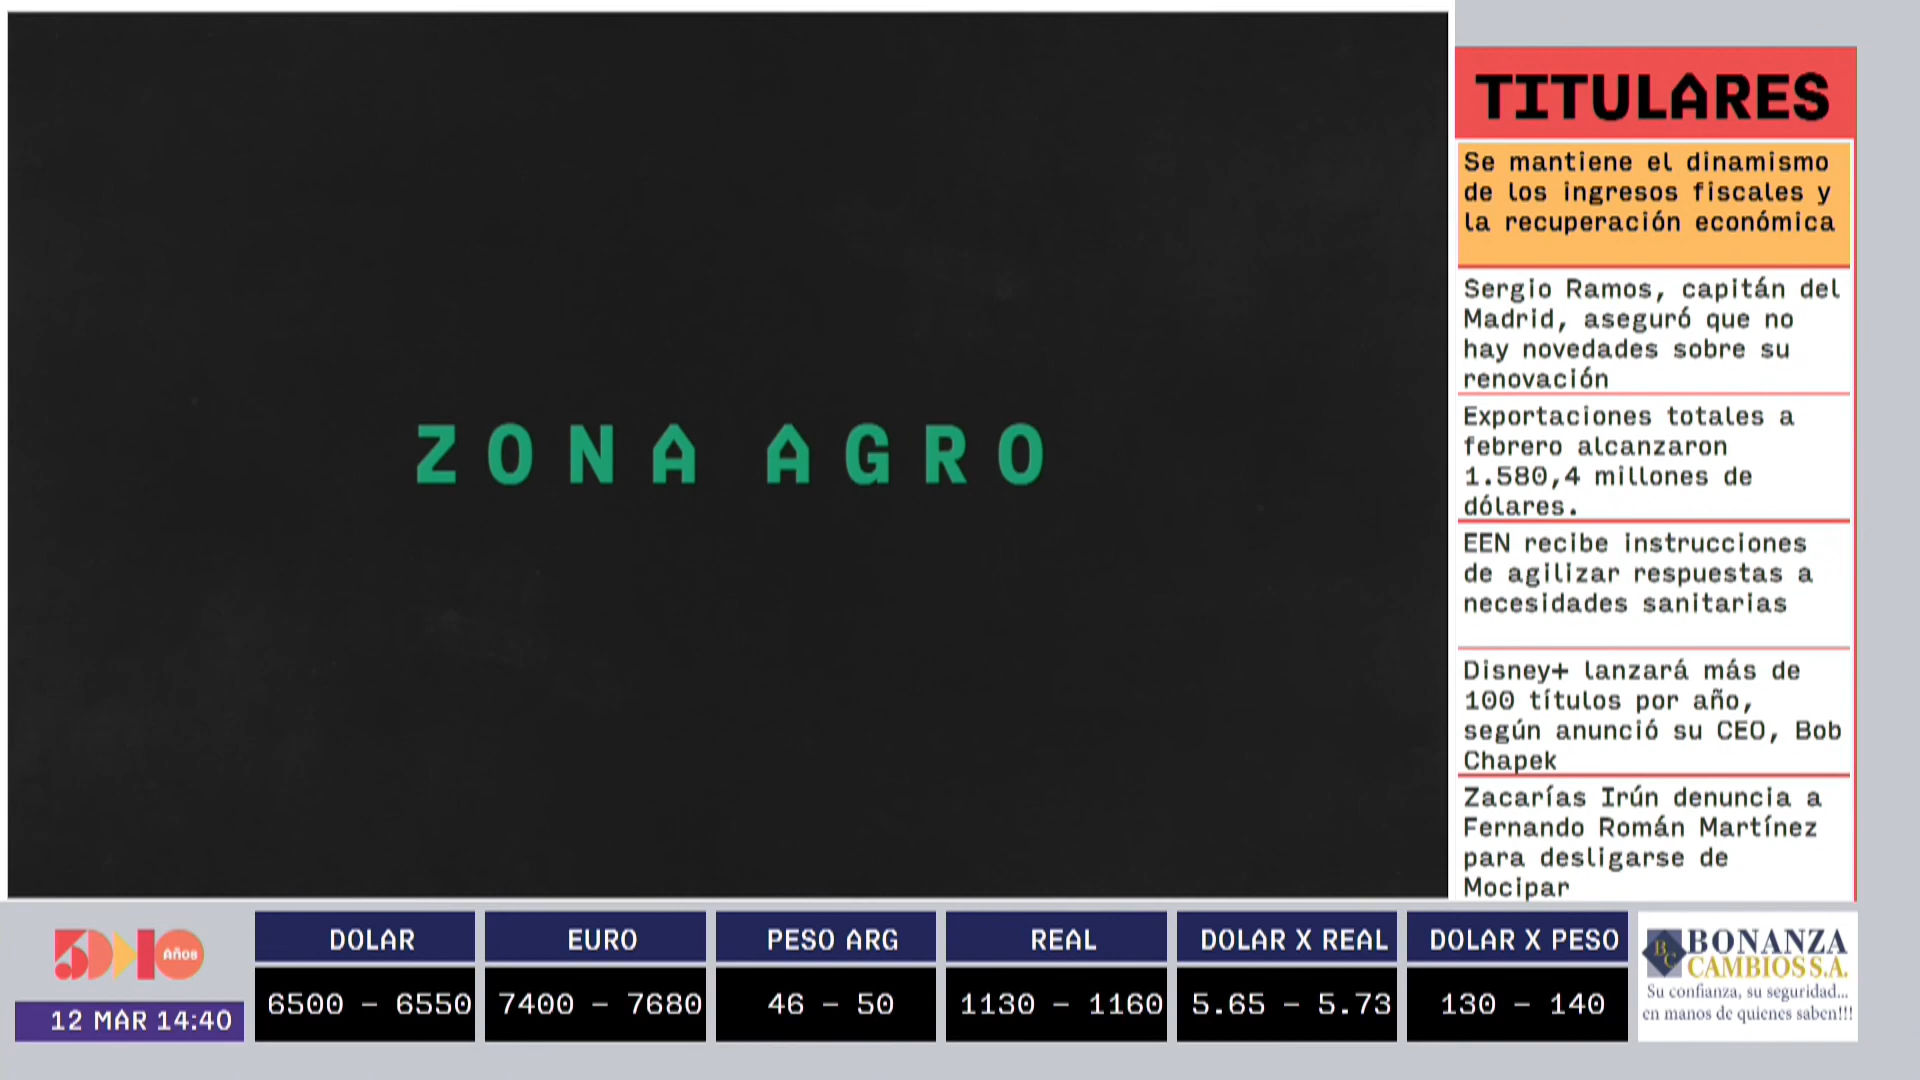 ZONA AGRO
TITULARES
Se mantiene el dinamismo
de los ingresos fiscales y
la recuperación económica
Sergio Ramos, capitán del
Madrid, aseguró que no
hay novedades sobre su
renovación
Exportaciones totales a
febrero alcanzaron
1.580,4 millones de
dólares.
EEN recibe instrucciones
de agilizar respuestas a
necesidades sanitarias
Disney+ lanzará más de
100 títulos por año,
según anunció su CEO, Bob
Chapek
Zacarías Irún denuncia a
Fernando Román Martínez
para desligarse de
Mocipar
Años
12 MAR 14:40
DOLAR
6500 - 6550
EURO
7400 - 7680
PESO ARG
46 - 50
REAL
1130 - 1160
DOLAR X REAL
5.65 - 5.73
DOLAR X PESO
130 - 140
BC
BONANZA
CAMBIOS S.A.
Su confianza, su seguridad...
en manos de quienes saben!!!